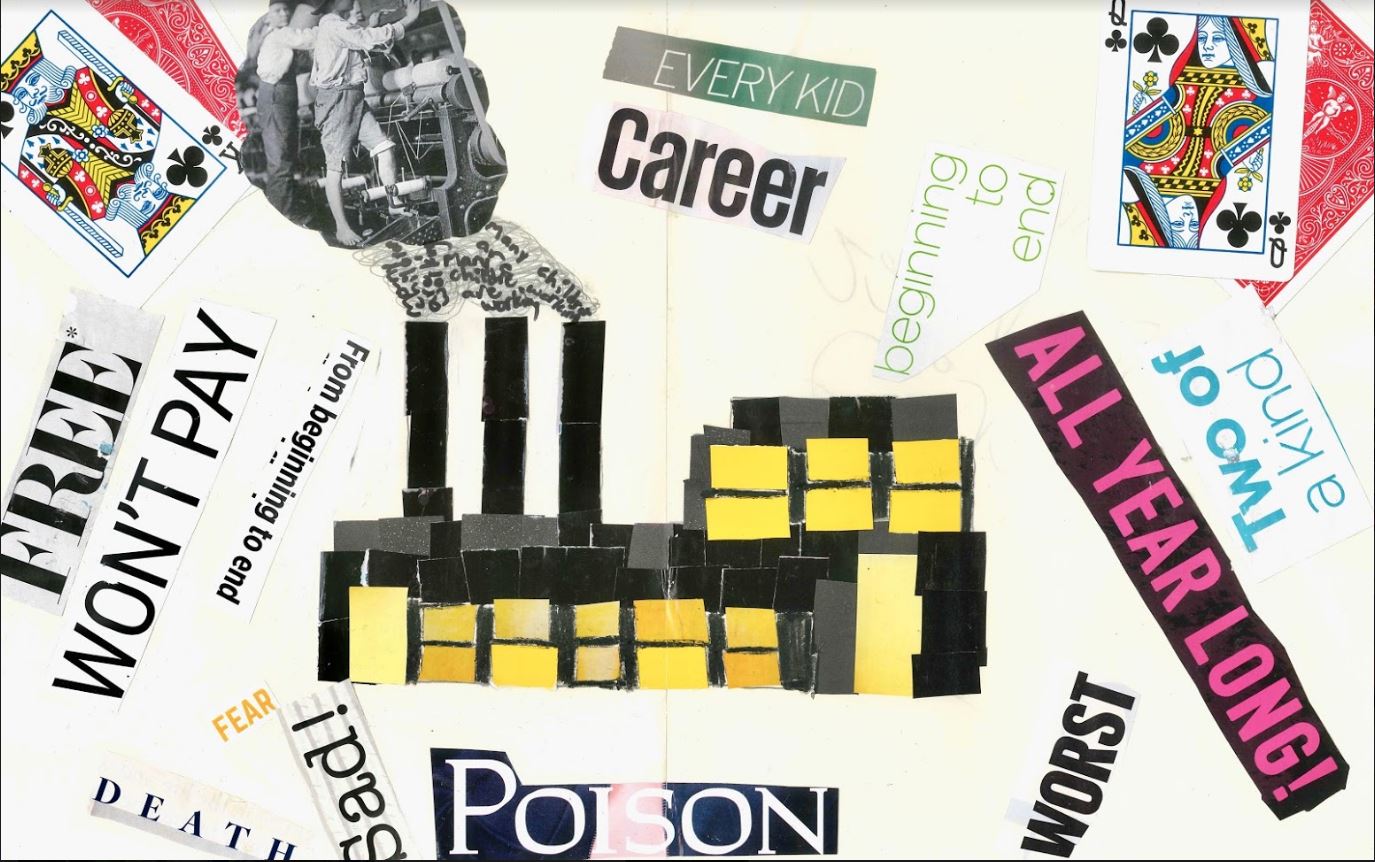 EVERY KID
Career
beginning
to
end
Q
Q
FREE*
WON'T PAY
From beginning to end
ALL YEAR LONG!
Two of
a kind
FEAR
DEATH
POISON
WORST